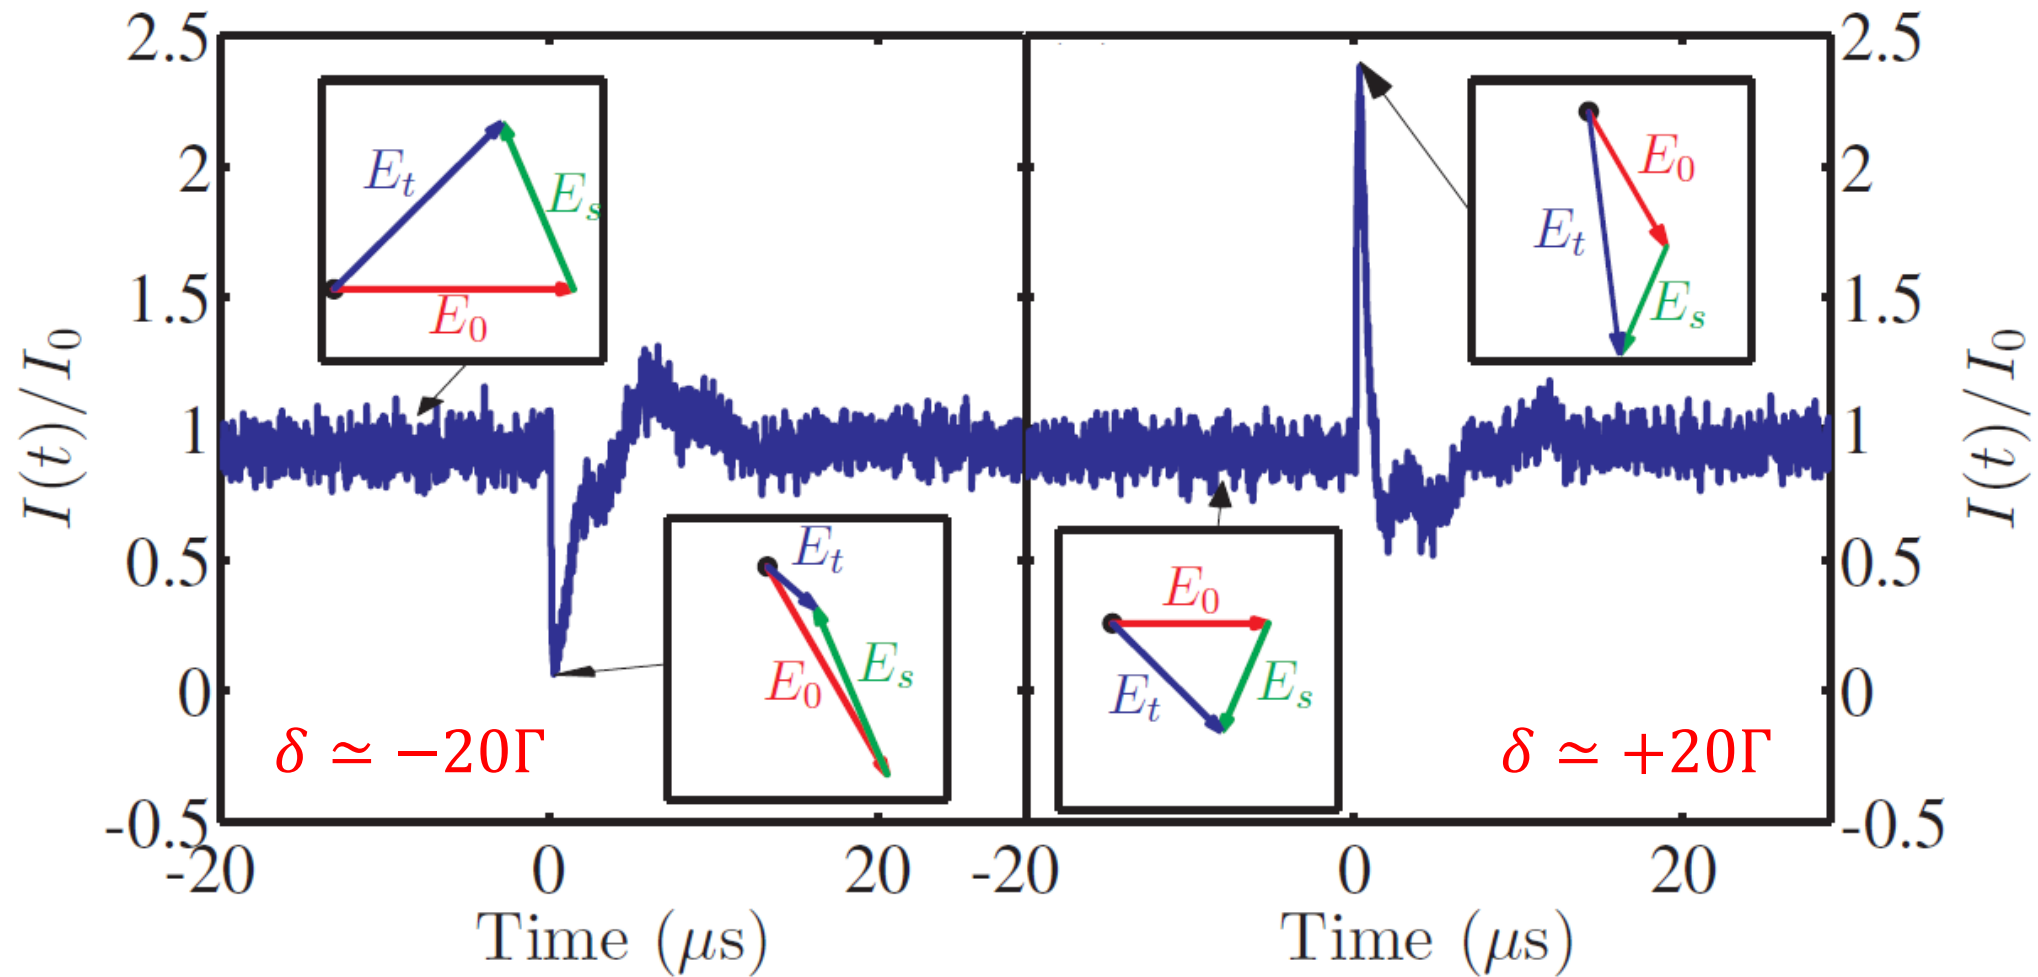 2.5
2
1.5
1
0.5
0
-0.5
I(t)/I₀
Eₜ
Eₛ
E₀
Eₜ
Eₛ
E₀
δ ≃ −20Γ
-20
0
20
Time (μs)
E₀
Eₜ
Eₛ
E₀
Eₜ
Eₛ
δ ≃ +20Γ
-20
0
20
Time (μs)
2.5
2
1.5
1
0.5
0
-0.5
I(t)/I₀